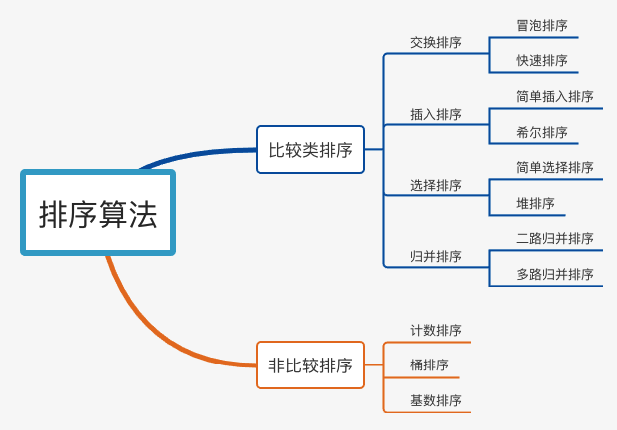 排序算法
比较类排序
交换排序
冒泡排序
快速排序
插入排序
简单插入排序
希尔排序
选择排序
简单选择排序
堆排序
归并排序
二路归并排序
多路归并排序
非比较排序
计数排序
桶排序
基数排序